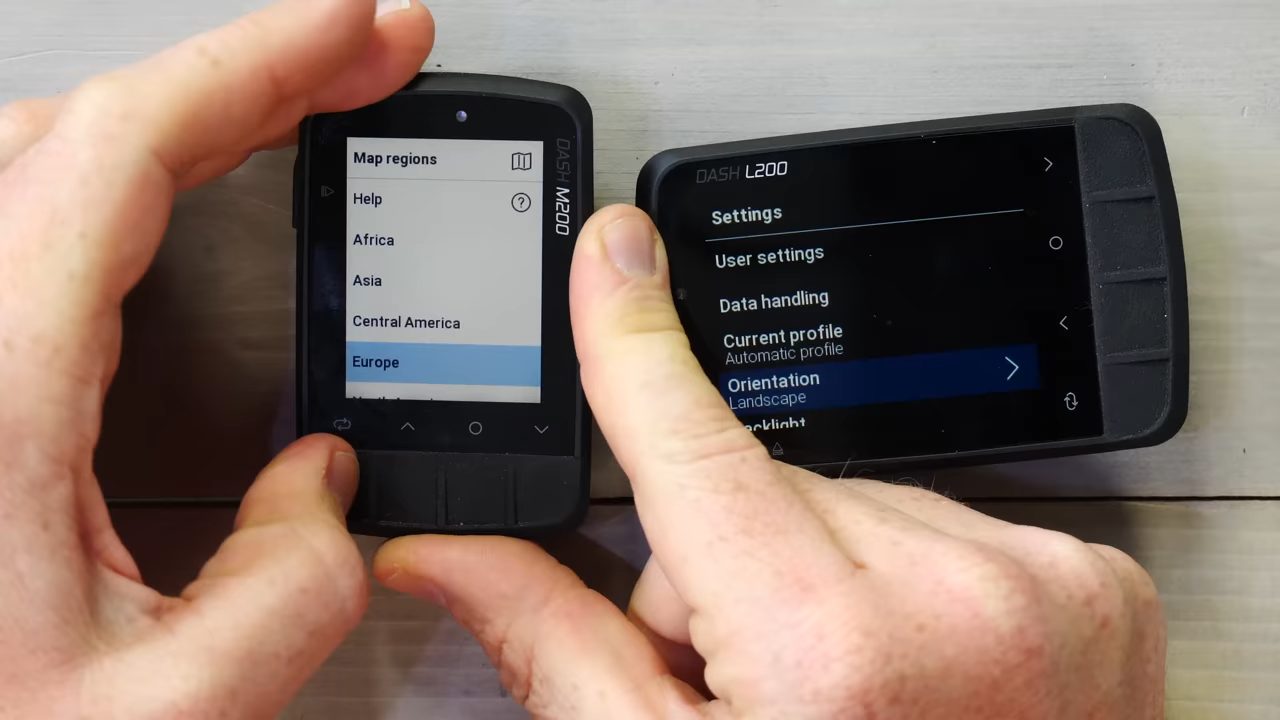 Map regions
Help
Africa
Asia
Central America
Europe
DASH M200
DASH L200
Settings
User settings
Data handling
Current profile
Automatic profile
Orientation
Landscape